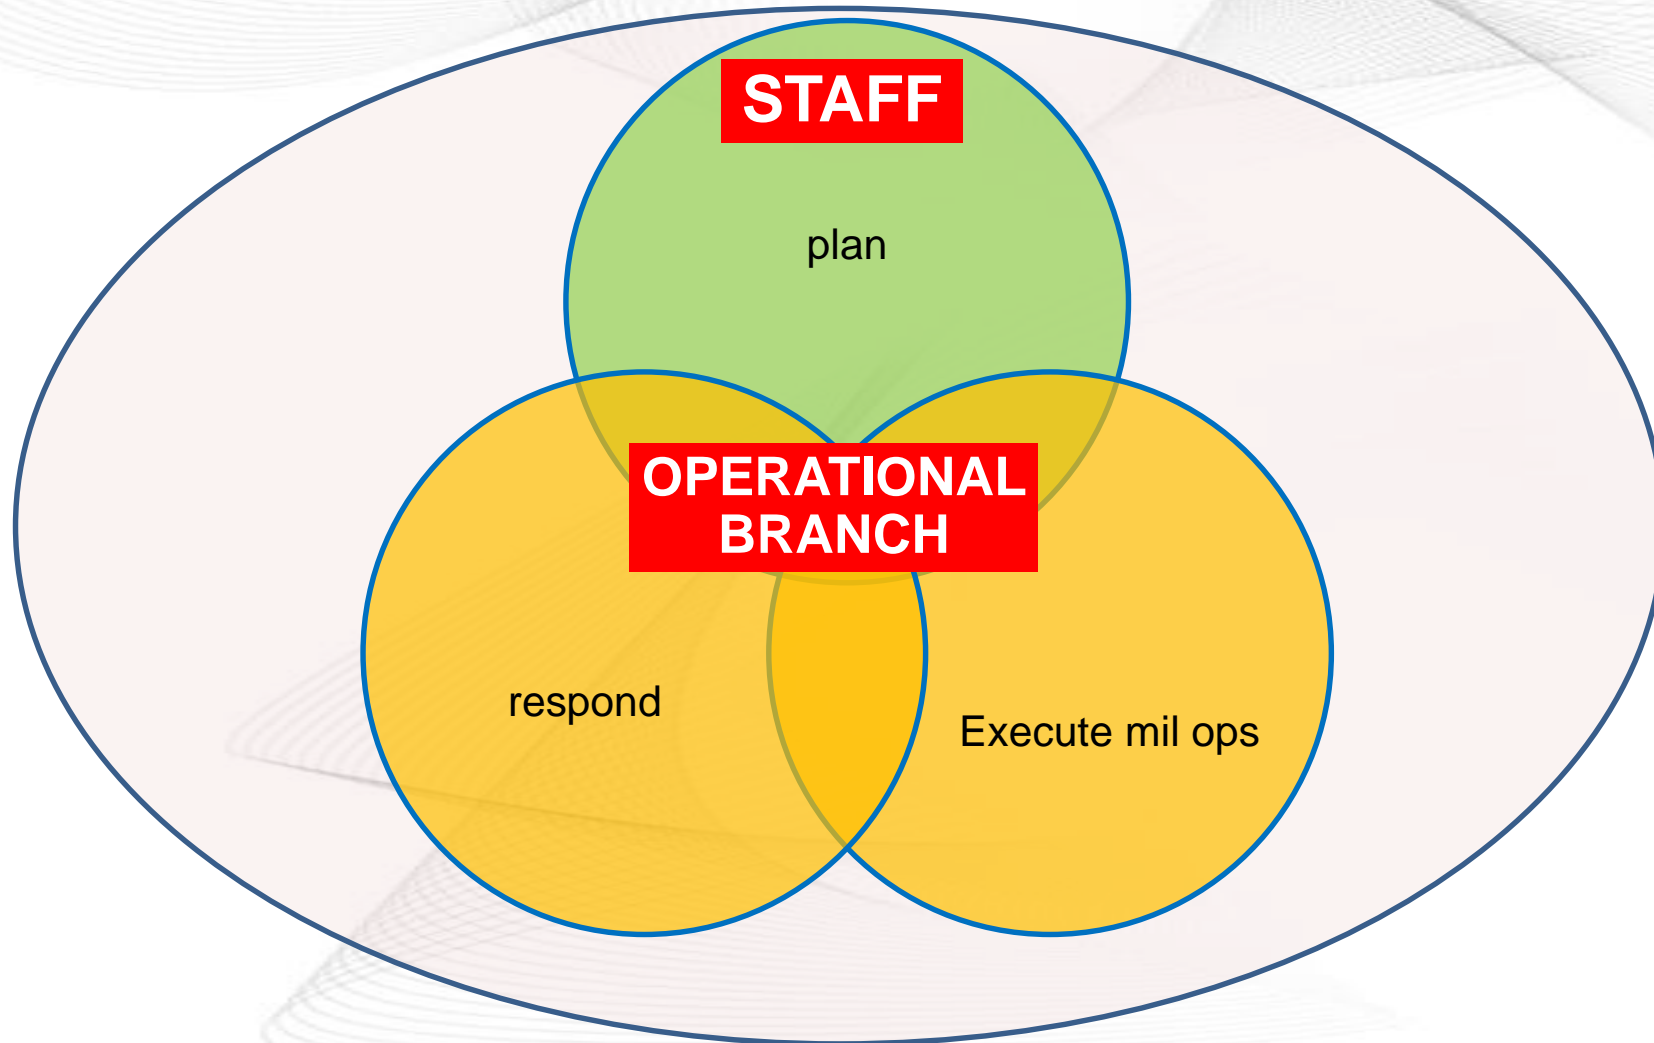 STAFF
plan
OPERATIONAL
BRANCH
respond
Execute mil ops